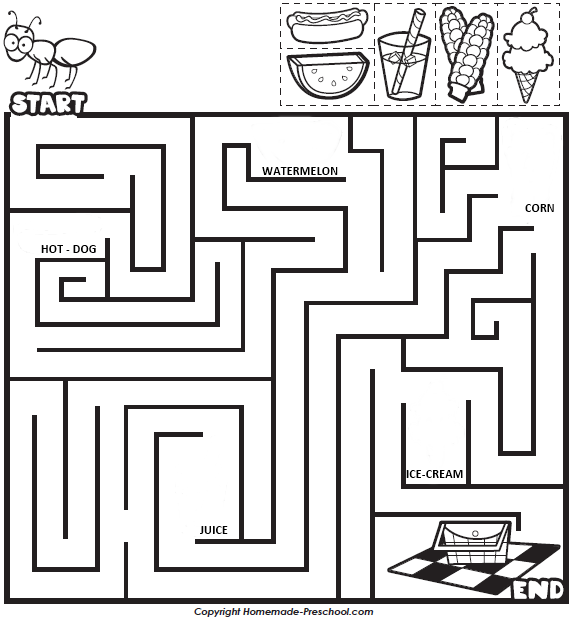 START
WATERMELON
CORN
HOT - DOG
ICE-CREAM
JUICE
END
Copyright Homemade-Preschool.com